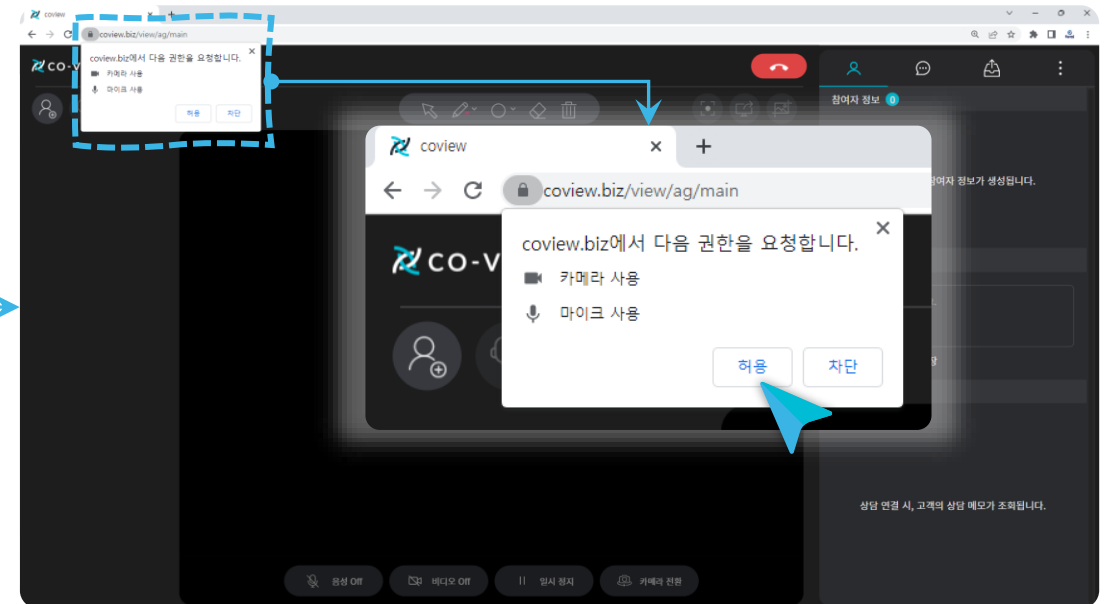 coview
coview.biz/view/ag/main
co-v
coview.biz에서 다음 권한을 요청합니다.
카메라 사용
마이크 사용
허용
차단
참여자 정보 0
coview
coview.biz/view/ag/main
co-v
coview.biz에서 다음 권한을 요청합니다.
카메라 사용
마이크 사용
허용
차단
정보가 생성됩니다.
상담 연결 시, 고객의 상담 메모가 조회됩니다.
음성 Off
비디오 Off
일시 정지
카메라 전환